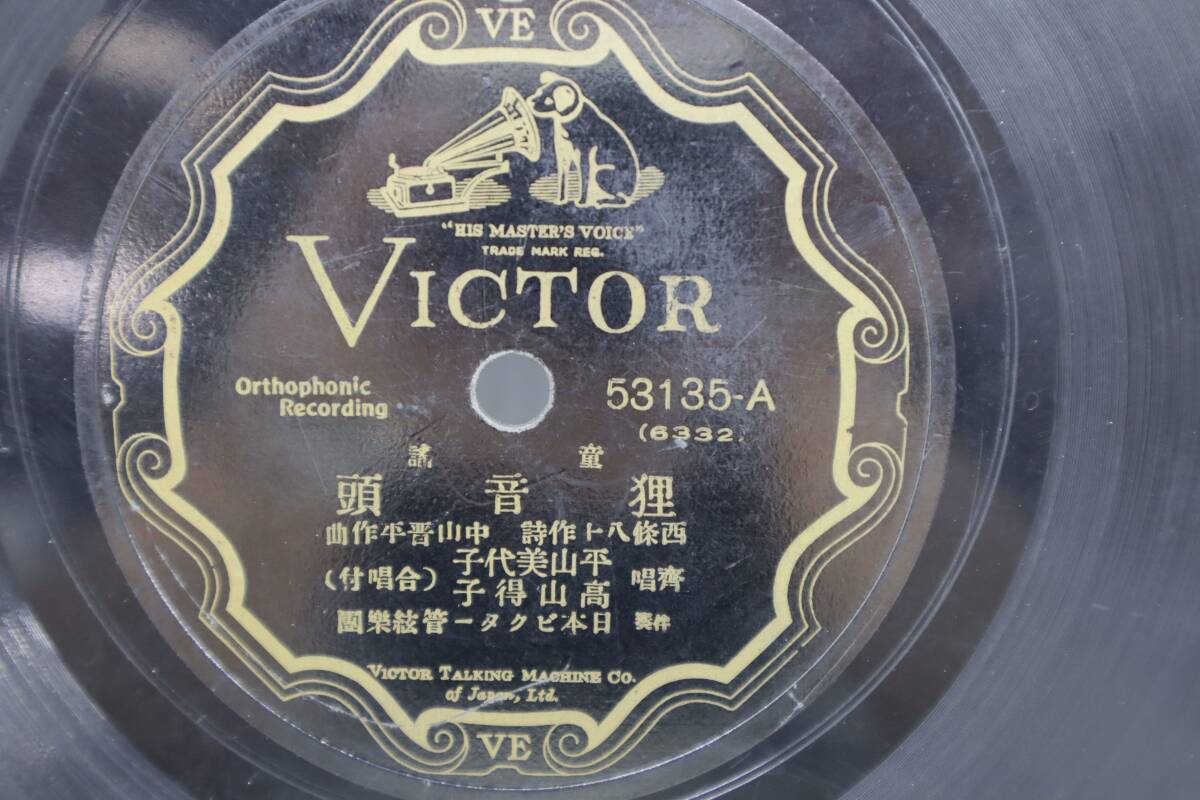 VE
"HIS MASTER'S VOICE"
TRADE MARK REG.
VICTOR
Orthophonic
Recording
53135-A
(6332
童謠
狸音頭
西條八十作詩 中山晋平作曲
齊唱 平山美代子
高山得子
(合唱付)
伴奏 日本ビクター管絃樂團
VICTOR TALKING MACHINE CO.
of Japan, Ltd.
VE